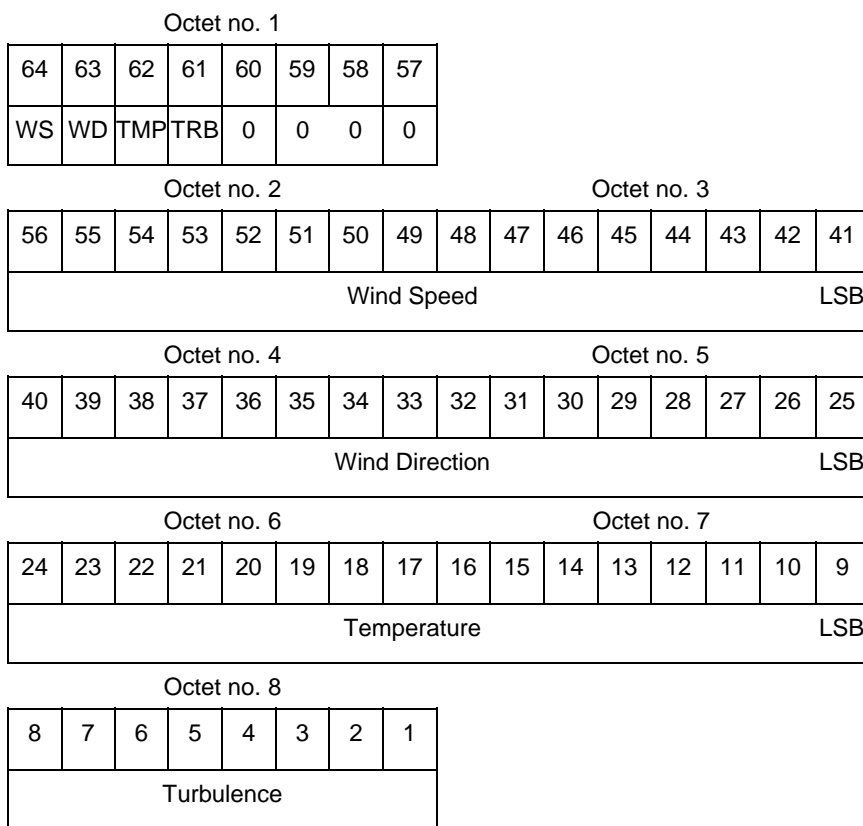 Octet no. 1
64 63 62 61 60 59 58 57
WS WD TMP TRB 0 0 0 0
Octet no. 2 Octet no. 3
56 55 54 53 52 51 50 49 48 47 46 45 44 43 42 41
Wind Speed LSB
Octet no. 4 Octet no. 5
40 39 38 37 36 35 34 33 32 31 30 29 28 27 26 25
Wind Direction LSB
Octet no. 6 Octet no. 7
24 23 22 21 20 19 18 17 16 15 14 13 12 11 10 9
Temperature LSB
Octet no. 8
8 7 6 5 4 3 2 1
Turbulence